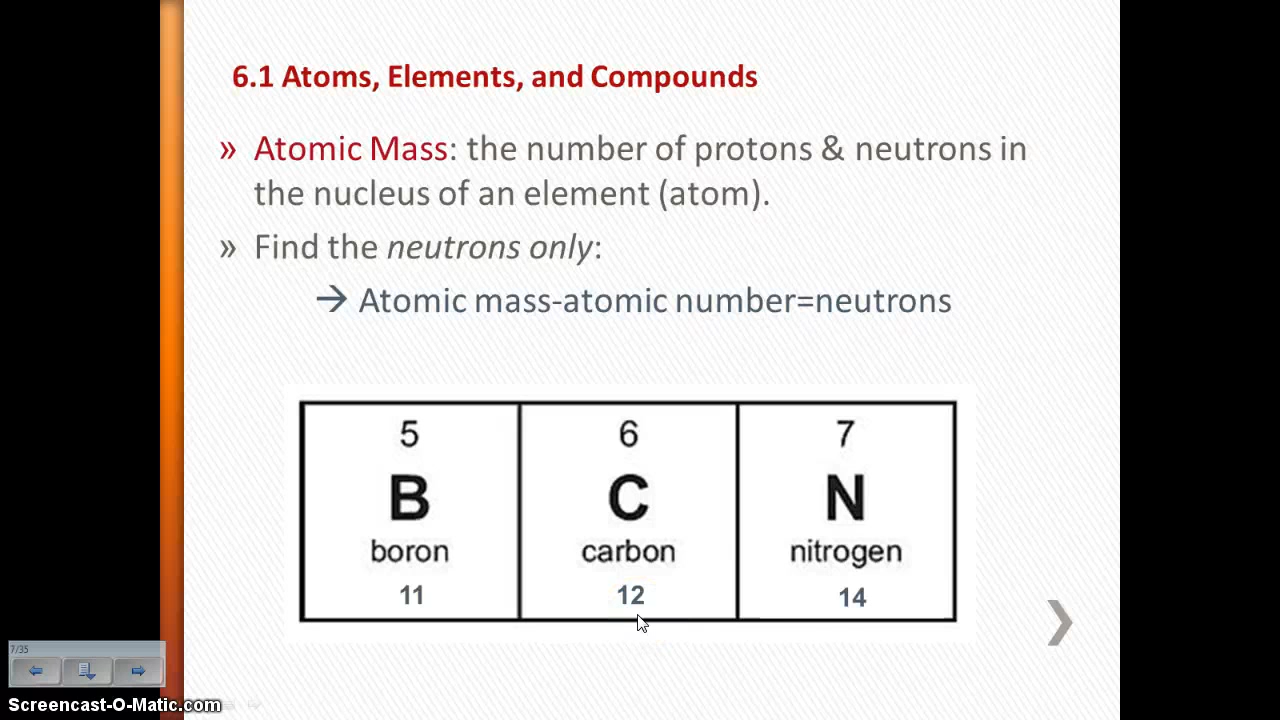 6.1 Atoms, Elements, and Compounds
» Atomic Mass: the number of protons & neutrons in
the nucleus of an element (atom).
» Find the neutrons only:
→ Atomic mass-atomic number=neutrons
5 6 7
B C N
boron carbon nitrogen
11 12 14
7/35
Screencast-O-Matic.com